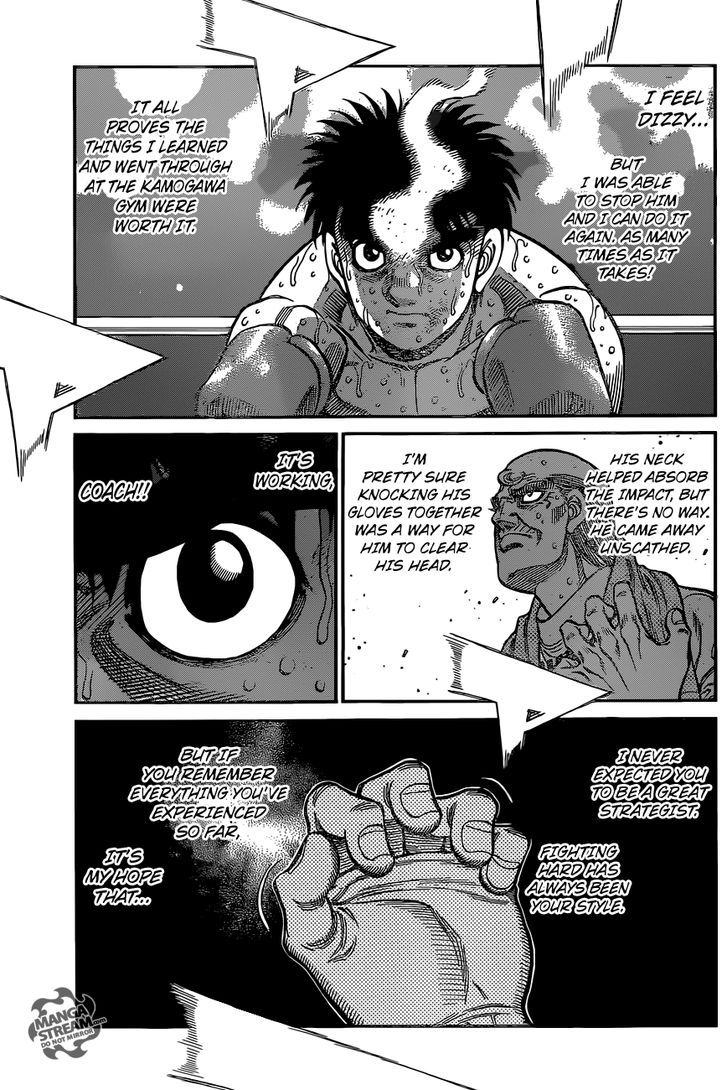 I FEEL
DIZZY...
BUT
I WAS ABLE
TO STOP HIM
AND I CAN DO IT
AGAIN. AS MANY
TIMES AS IT
TAKES!
IT ALL
PROVES THE
THINGS I LEARNED
AND WENT THROUGH
AT THE KAMOGAWA
GYM WERE
WORTH IT.
HIS NECK
HELPED ABSORB
THE IMPACT, BUT
THERE'S NO WAY.
HE CAME AWAY
UNSCATHED.
I'M
PRETTY SURE
KNOCKING HIS
GLOVES TOGETHER
WAS A WAY FOR
HIM TO CLEAR
HIS HEAD.
IT'S
WORKING,
COACH!!
I NEVER
EXPECTED YOU
TO BE A GREAT
STRATEGIST.
FIGHTING
HARD HAS
ALWAYS BEEN
YOUR STYLE.
BUT IF
YOU REMEMBER
EVERYTHING YOU'VE
EXPERIENCED
SO FAR,
IT'S
MY HOPE
THAT...
MANGA
STREAM.com
DO NOT MIRROR